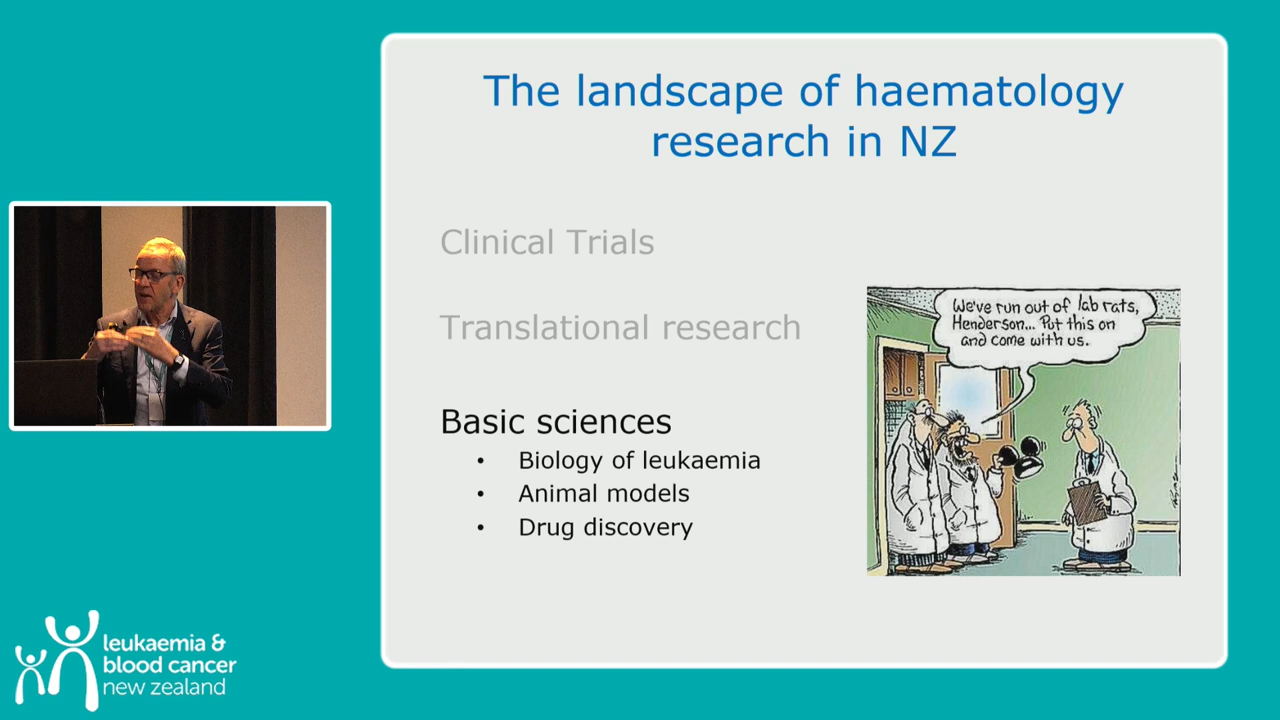 The landscape of haematology
research in NZ
Clinical Trials
Translational research
Basic sciences
• Biology of leukaemia
• Animal models
• Drug discovery
We've run out of lab rats,
Henderson... Put this on
and come with us.
leukaemia &
blood cancer
new zealand